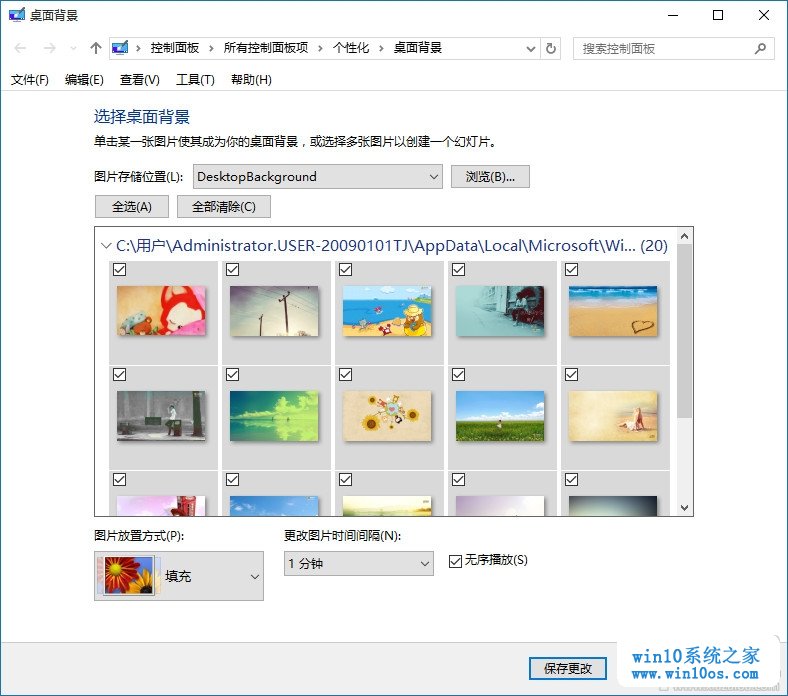 桌面背景
控制面板 › 所有控制面板项 › 个性化 › 桌面背景
搜索控制面板
文件(F) 编辑(E) 查看(V) 工具(T) 帮助(H)
选择桌面背景
单击某一张图片使其成为你的桌面背景，或选择多张图片以创建一个幻灯片。
图片存储位置(L): DesktopBackground 浏览(B)...
全选(A) 全部清除(C)
C:\用户\Administrator.USER-20090101TJ\AppData\Local\Microsoft\Wi... (20)
图片放置方式(P): 更改图片时间间隔(N):
填充 1 分钟 无序播放(S)
保存更改
win10系统之家
www.win10os.com